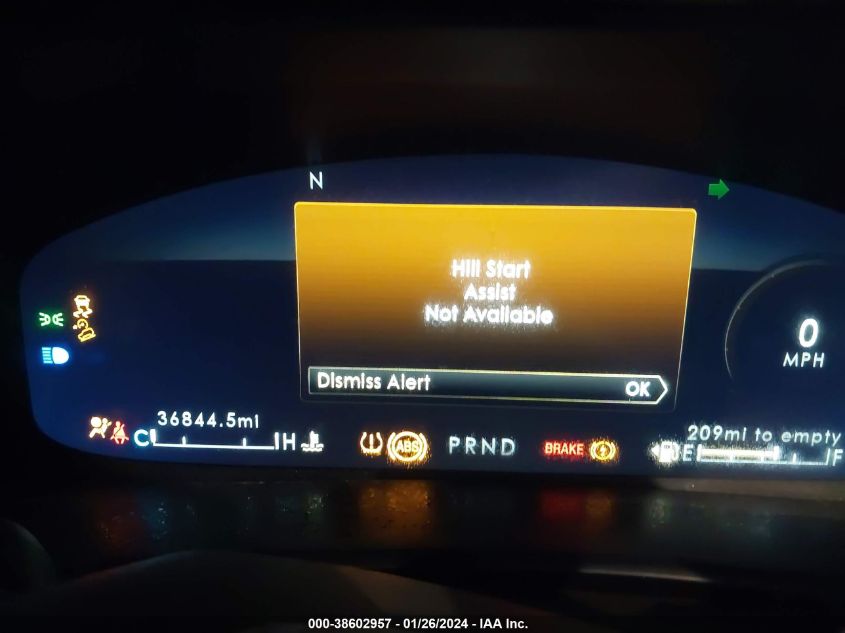 N
Hill Start
Assist
Not Available
Dismiss Alert OK
0
MPH
36844.5mi
209mi to empty
C H
ABS
PRND
BRAKE
E F
000-38602957 - 01/26/2024 - IAA Inc.